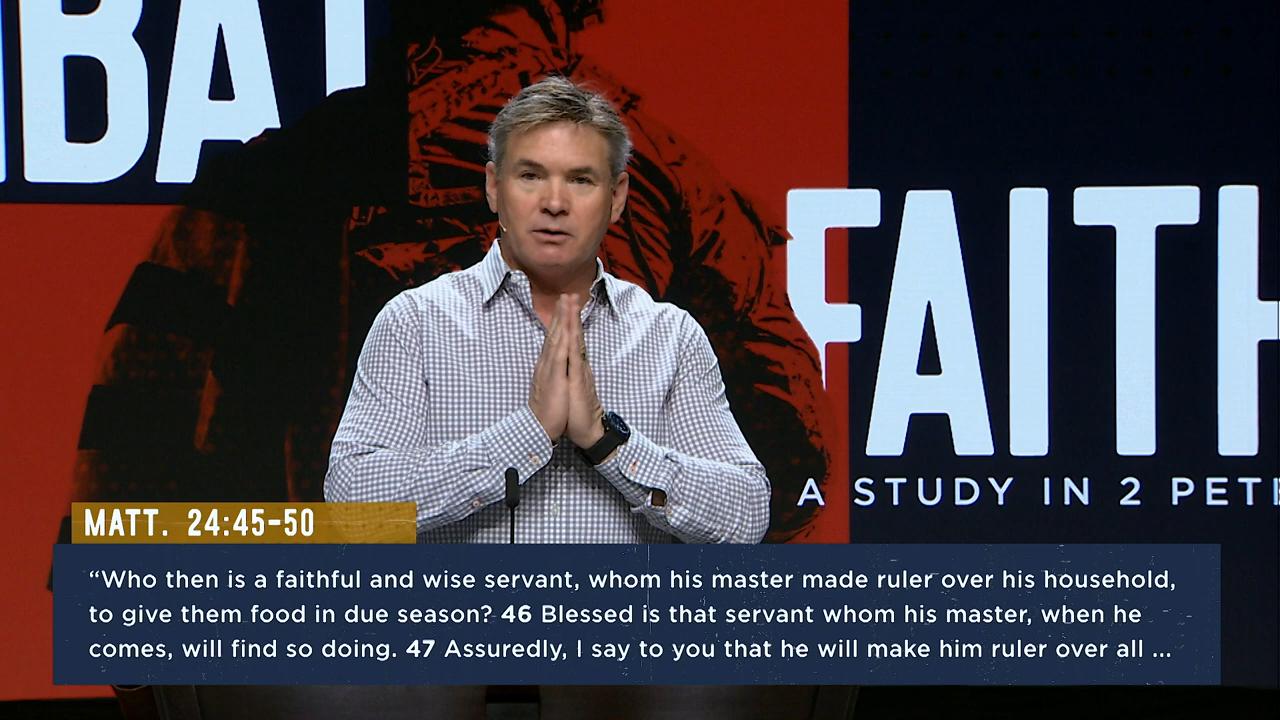 BA
FAITH
A STUDY IN 2 PETE
MATT. 24:45-50
“Who then is a faithful and wise servant, whom his master made ruler over his household,
to give them food in due season? 46 Blessed is that servant whom his master, when he
comes, will find so doing. 47 Assuredly, I say to you that he will make him ruler over all ...